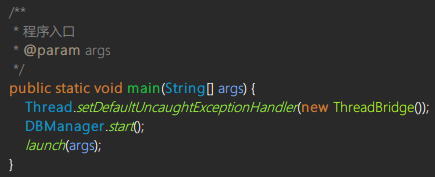 /**
 * 程序入口
 * @param args
 */
public static void main(String[] args) {
    Thread.setDefaultUncaughtExceptionHandler(new ThreadBridge());
    DBManager.start();
    launch(args);
}